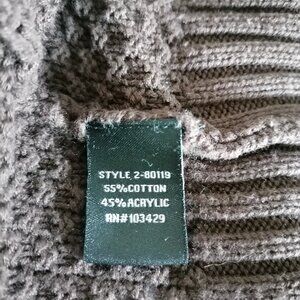 STYLE 2-80119
55%COTTON
45%ACRYLIC
RN#103429